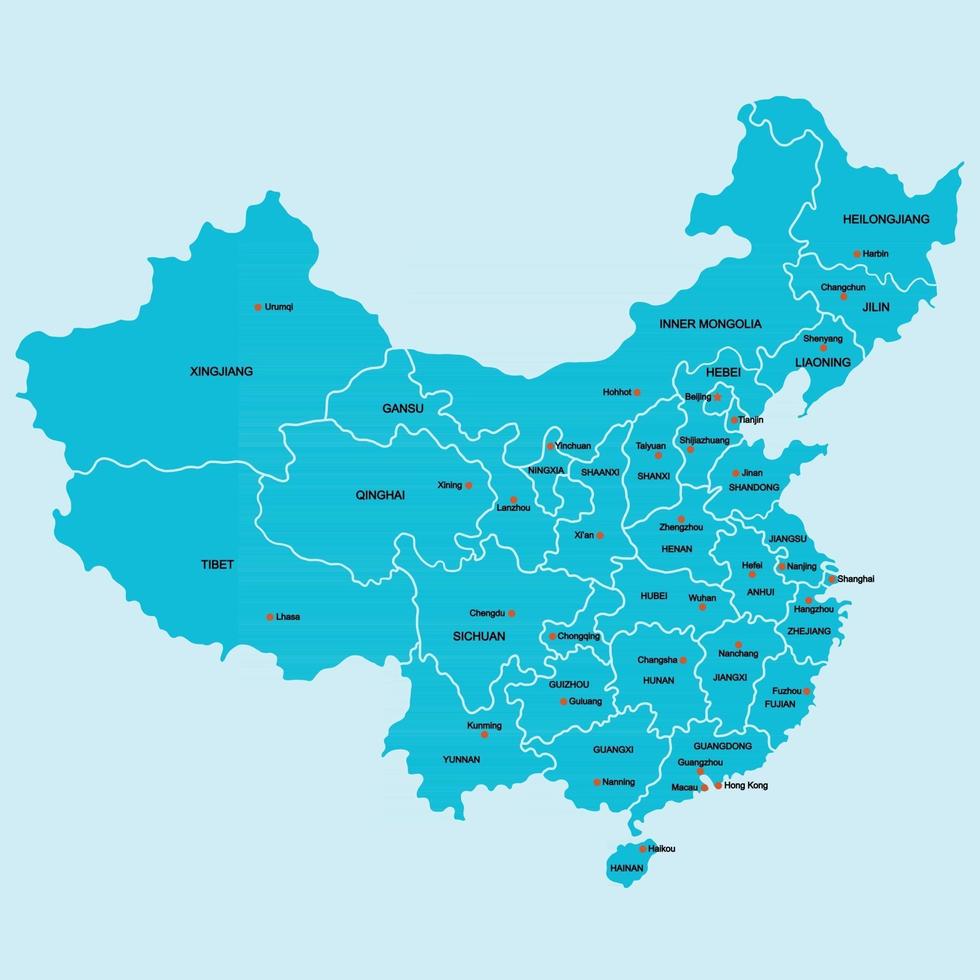 HEILONGJIANG
Harbin
Changchun
JILIN
Urumqi
INNER MONGOLIA
Shenyang
LIAONING
XINGJIANG
HEBEI
Hohhot
Beijing
GANSU
Tianjin
Yinchuan
Taiyuan
Shijiazhuang
NINGXIA
SHAANXI
SHANXI
Jinan
SHANDONG
Xining
QINGHAI
Lanzhou
Zhengzhou
Xi'an
JIANGSU
HENAN
TIBET
Hefei
Nanjing
Shanghai
ANHUI
HUBEI
Wuhan
Hangzhou
Lhasa
Chengdu
ZHEJIANG
SICHUAN
Chongqing
Nanchang
Changsha
JIANGXI
HUNAN
GUIZHOU
Fuzhou
Guiuang
FUJIAN
Kunming
GUANGDONG
GUANGXI
YUNNAN
Guangzhou
Nanning
Macau
Hong Kong
Haikou
HAINAN